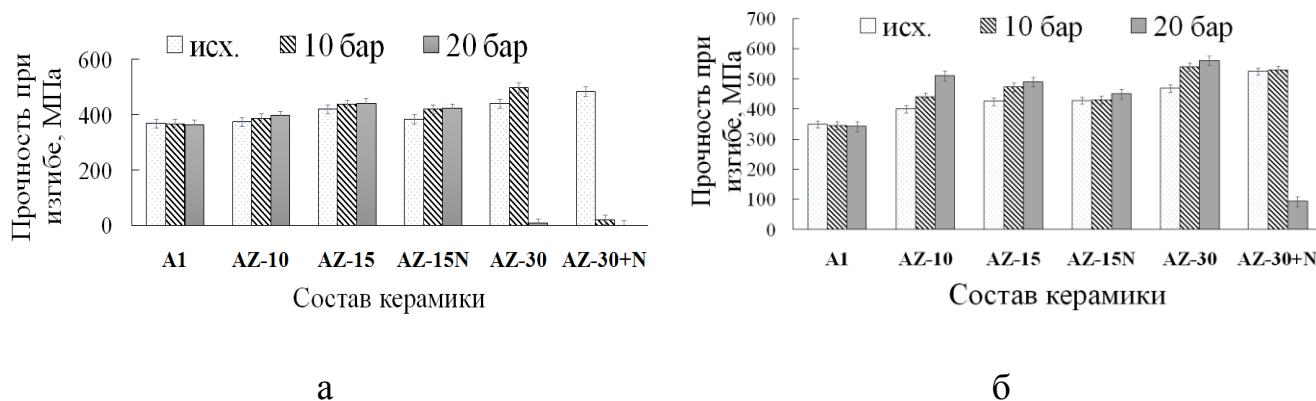 исх. 10 бар 20 бар
Прочность при
изгибе, МПа
600
400
200
0
A1 AZ-10 AZ-15 AZ-15N AZ-30 AZ-30+N
Состав керамики
а
исх. 10 бар 20 бар
Прочность при
изгибе, МПа
700
600
500
400
300
200
100
0
A1 AZ-10 AZ-15 AZ-15N AZ-30 AZ-30+N
Состав керамики
б